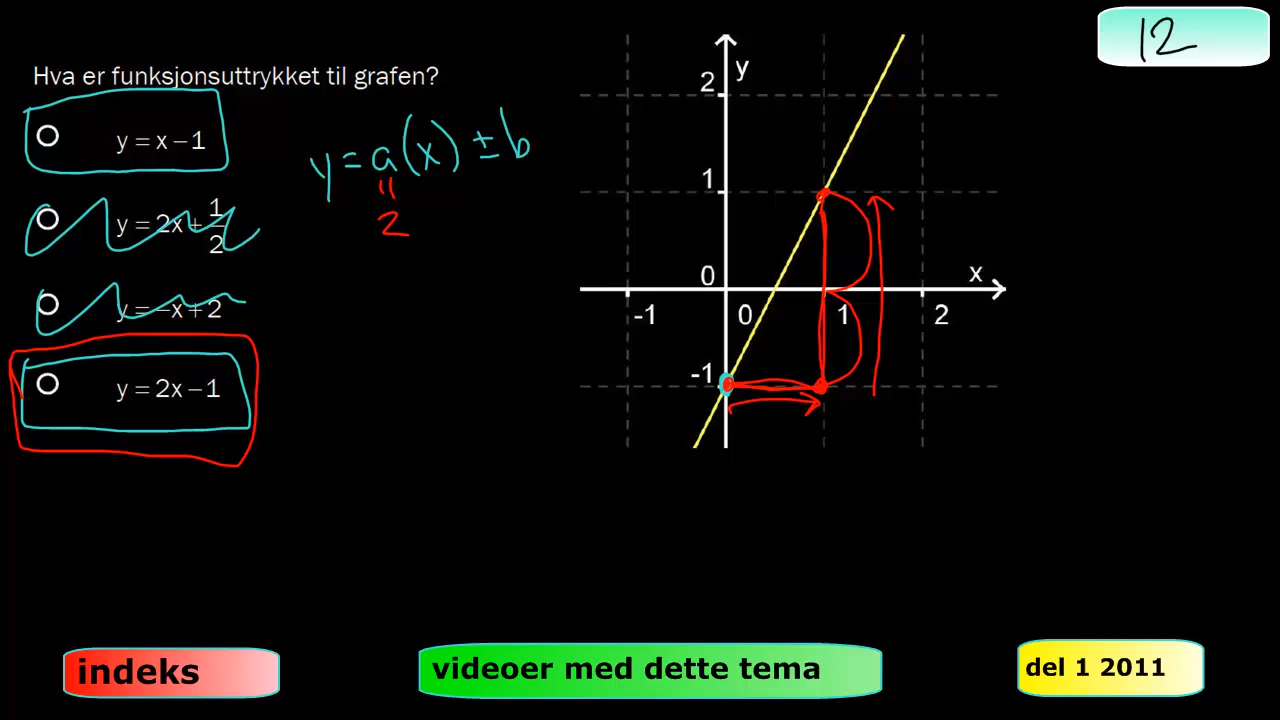 12
Hva er funksjonsuttrykket til grafen?
y = x – 1
y = 2x + 1/2
y = –x + 2
y = 2x – 1
y = a(x) ± b
=
2
y
2
1
0
-1
x
-1 0 1 2
indeks
videoer med dette tema
del 1 2011